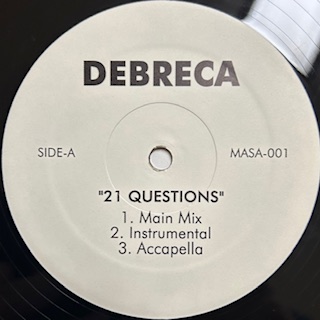 DEBRECA
SIDE-A
MASA-001
"21 QUESTIONS"
1. Main Mix
2. Instrumental
3. Accapella